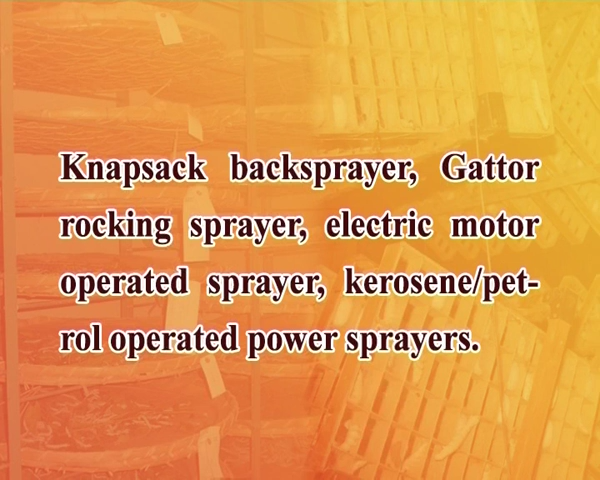 Knapsack backsprayer, Gattor
rocking sprayer, electric motor
operated sprayer, kerosene/pet-
rol operated power sprayers.